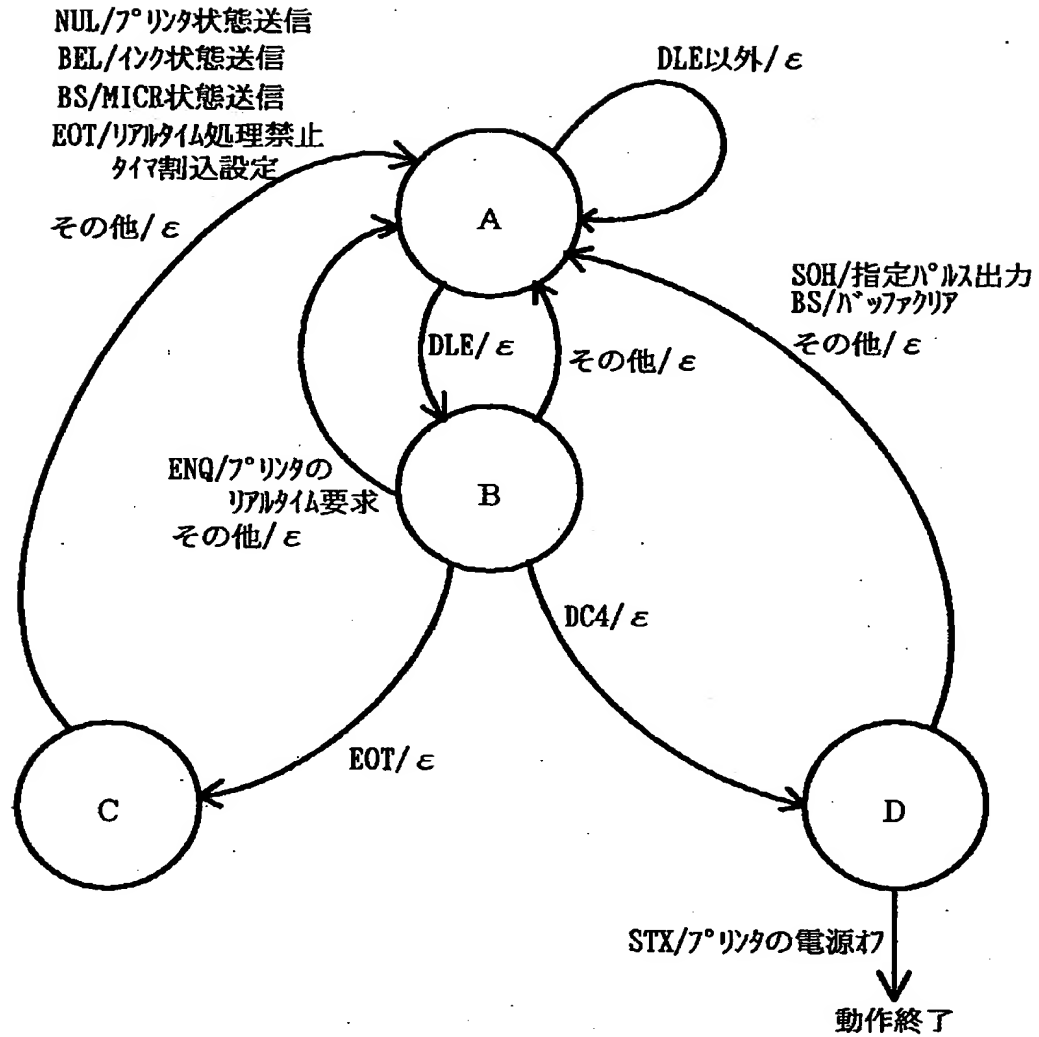 NUL/プリンタ状態送信
BEL/インク状態送信
BS/MICR状態送信
EOT/リアルタイム処理禁止
タイマ割込設定
その他/ε
DLE以外/ε
A
SOH/指定パルス出力
BS/バッファクリア
その他/ε
DLE/ε
その他/ε
ENQ/プリンタの
リアルタイム要求
その他/ε
B
DC4/ε
EOT/ε
C
D
STX/プリンタの電源オフ
動作終了